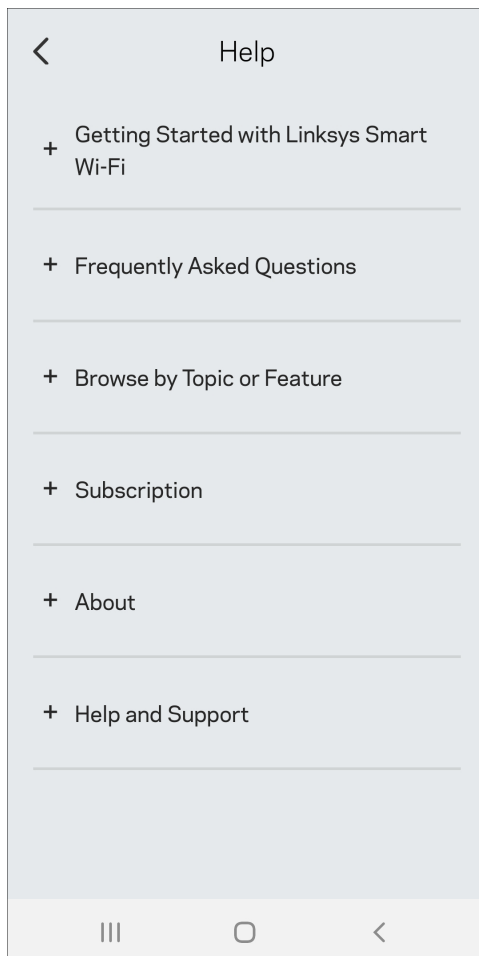 Help
+ Getting Started with Linksys Smart
Wi-Fi
+ Frequently Asked Questions
+ Browse by Topic or Feature
+ Subscription
+ About
+ Help and Support